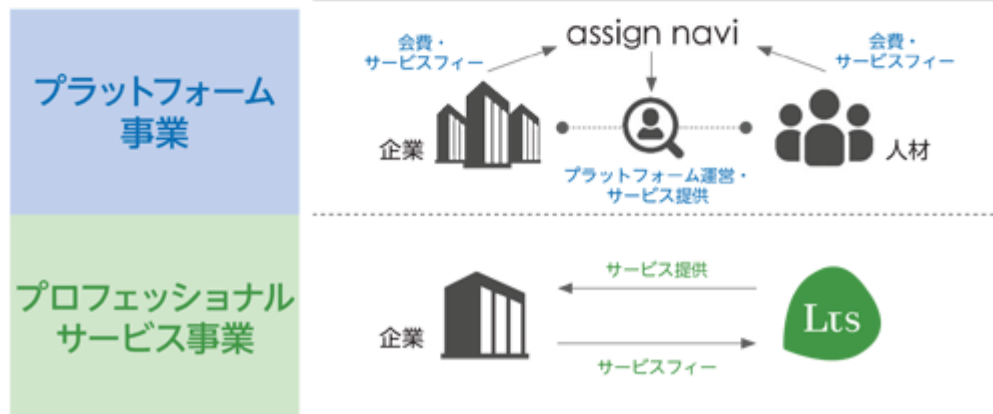 プラットフォーム
事業
会費・
サービスフィー
assign navi
会費・
サービスフィー
企業
人材
プラットフォーム運営・
サービス提供
プロフェッショナル
サービス事業
サービス提供
企業
Lts
サービスフィー